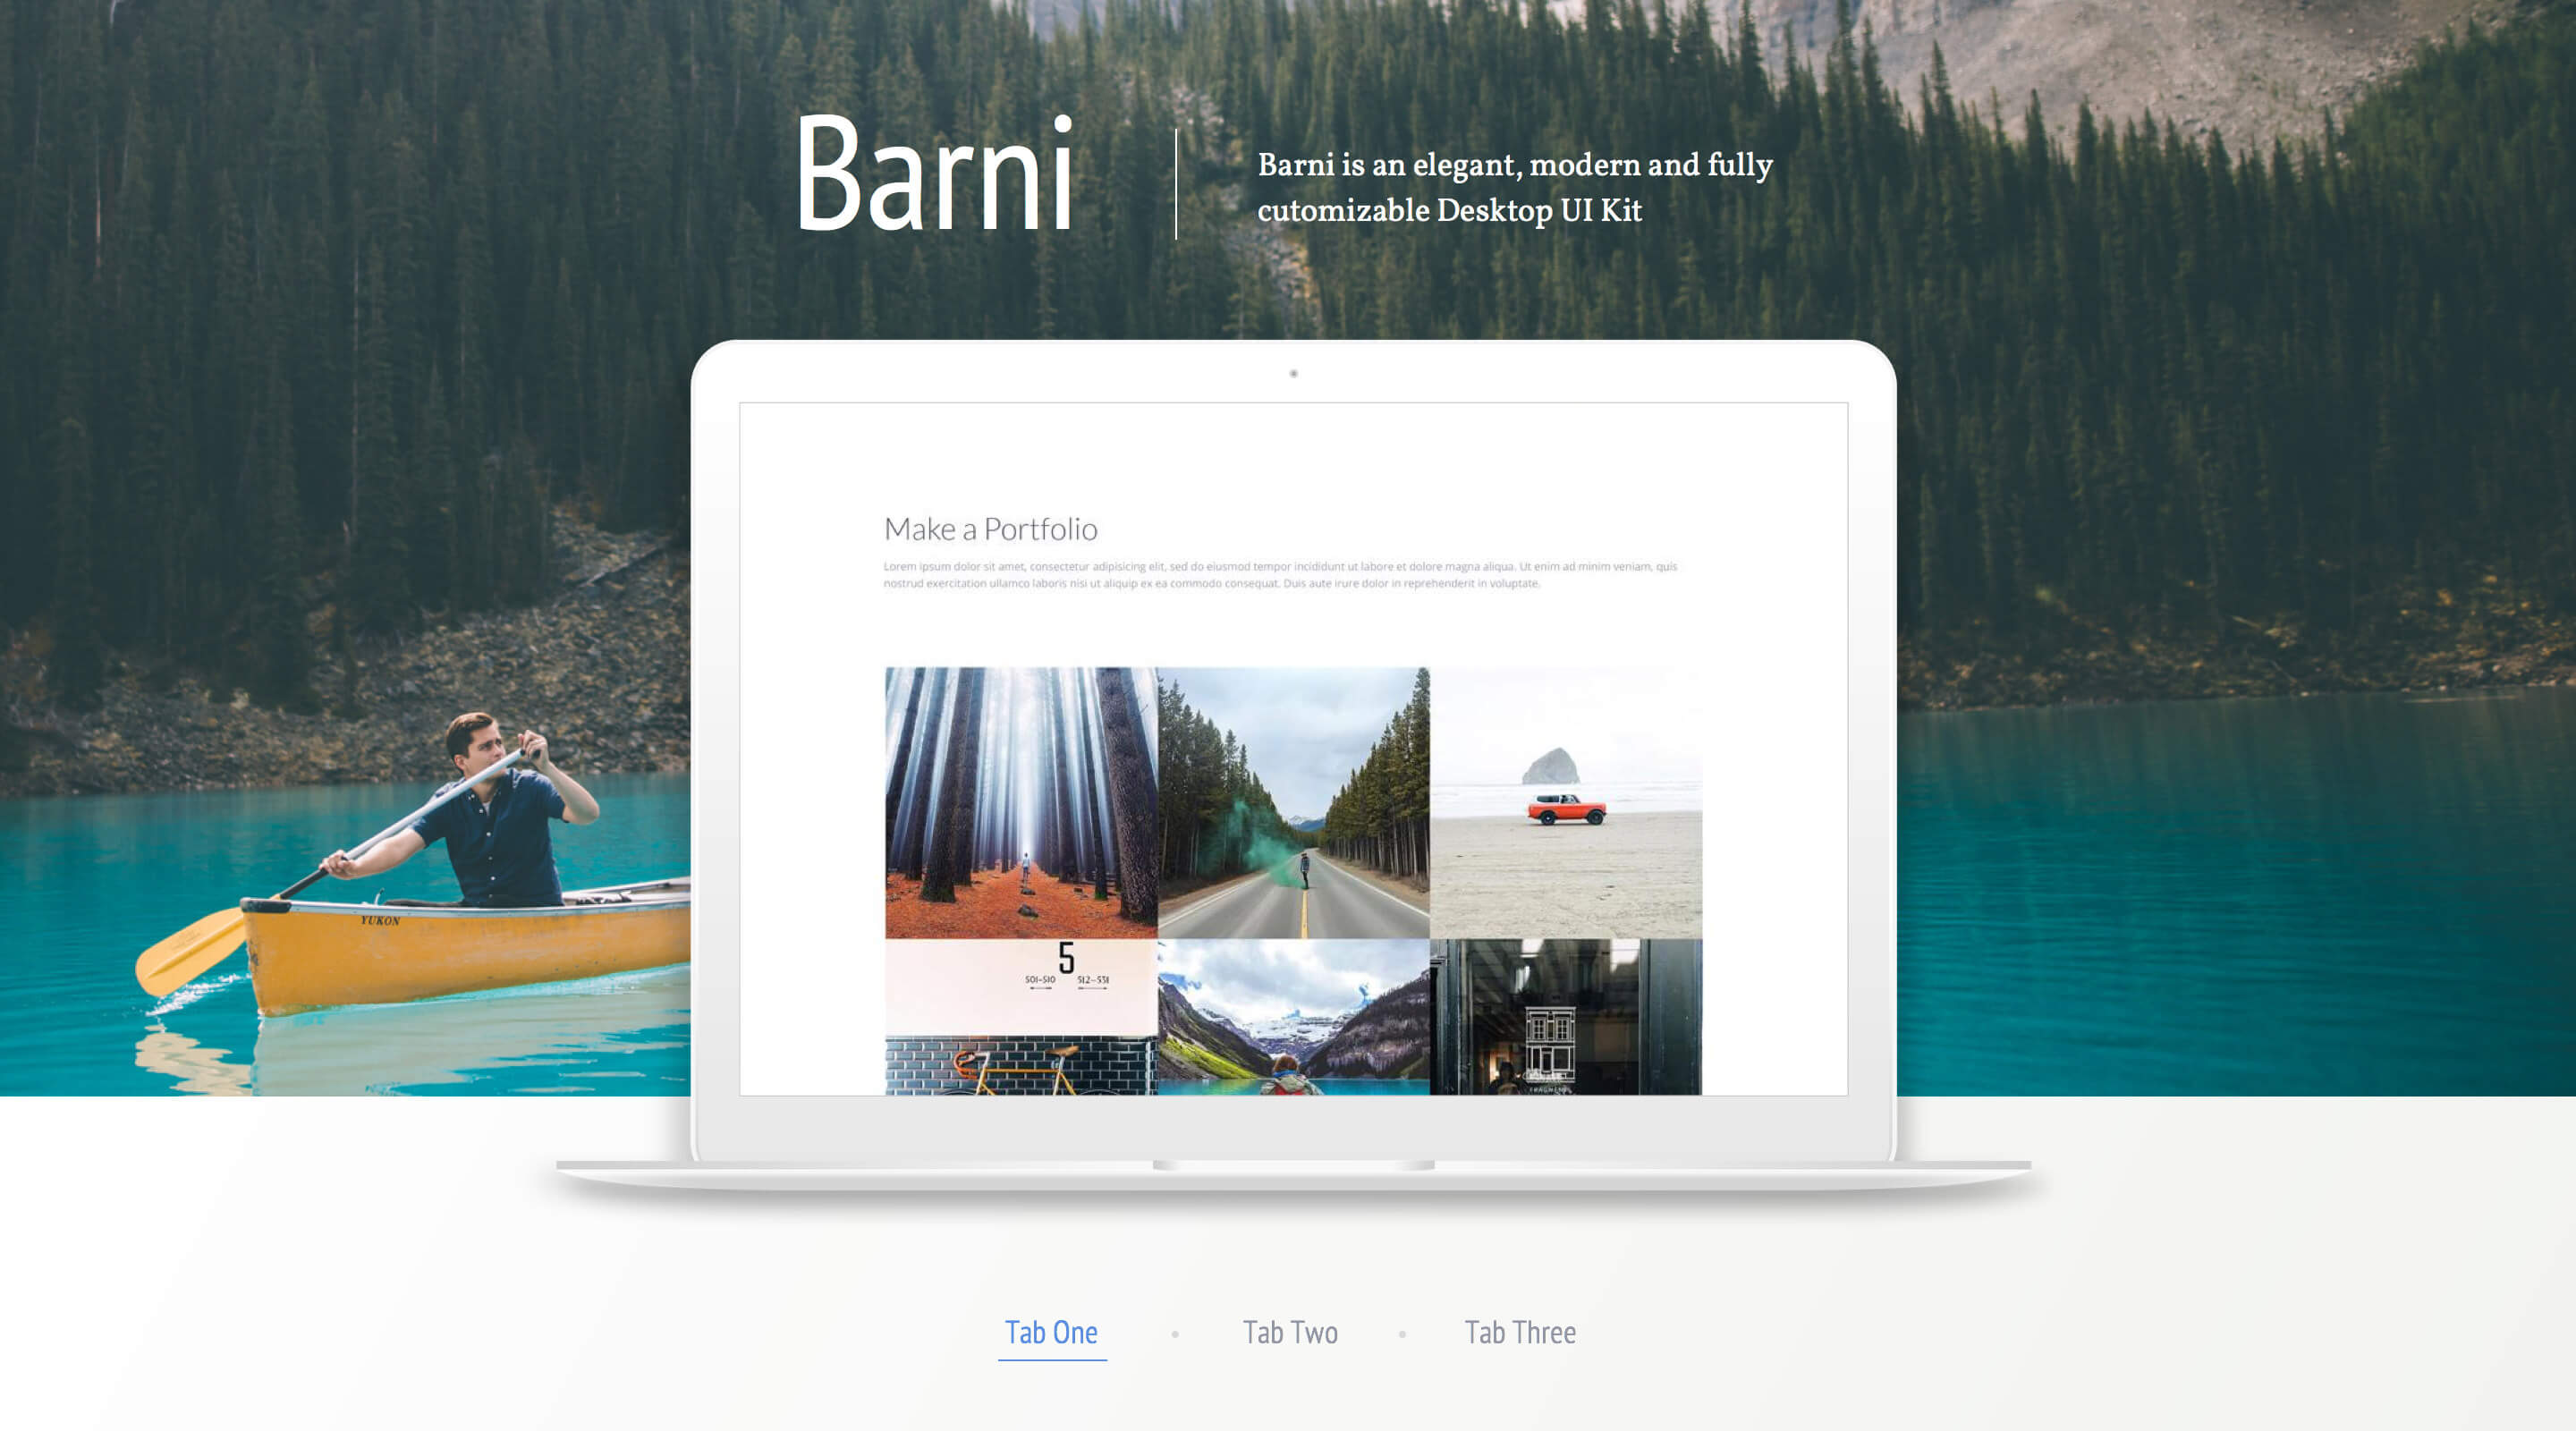 Barni
Barni is an elegant, modern and fully
cutomizable Desktop UI Kit
Make a Portfolio
Lorem ipsum dolor sit amet, consectetur adipisicing elit, sed do eiusmod tempor incididunt ut labore et dolore magna aliqua. Ut enim ad minim veniam, quis
nostrud exercitation ullamco laboris nisi ut aliquip ex ea commodo consequat. Duis aute irure dolor in reprehenderit in voluptate.
YUKON
5
501-510 512-531
Tab One • Tab Two • Tab Three